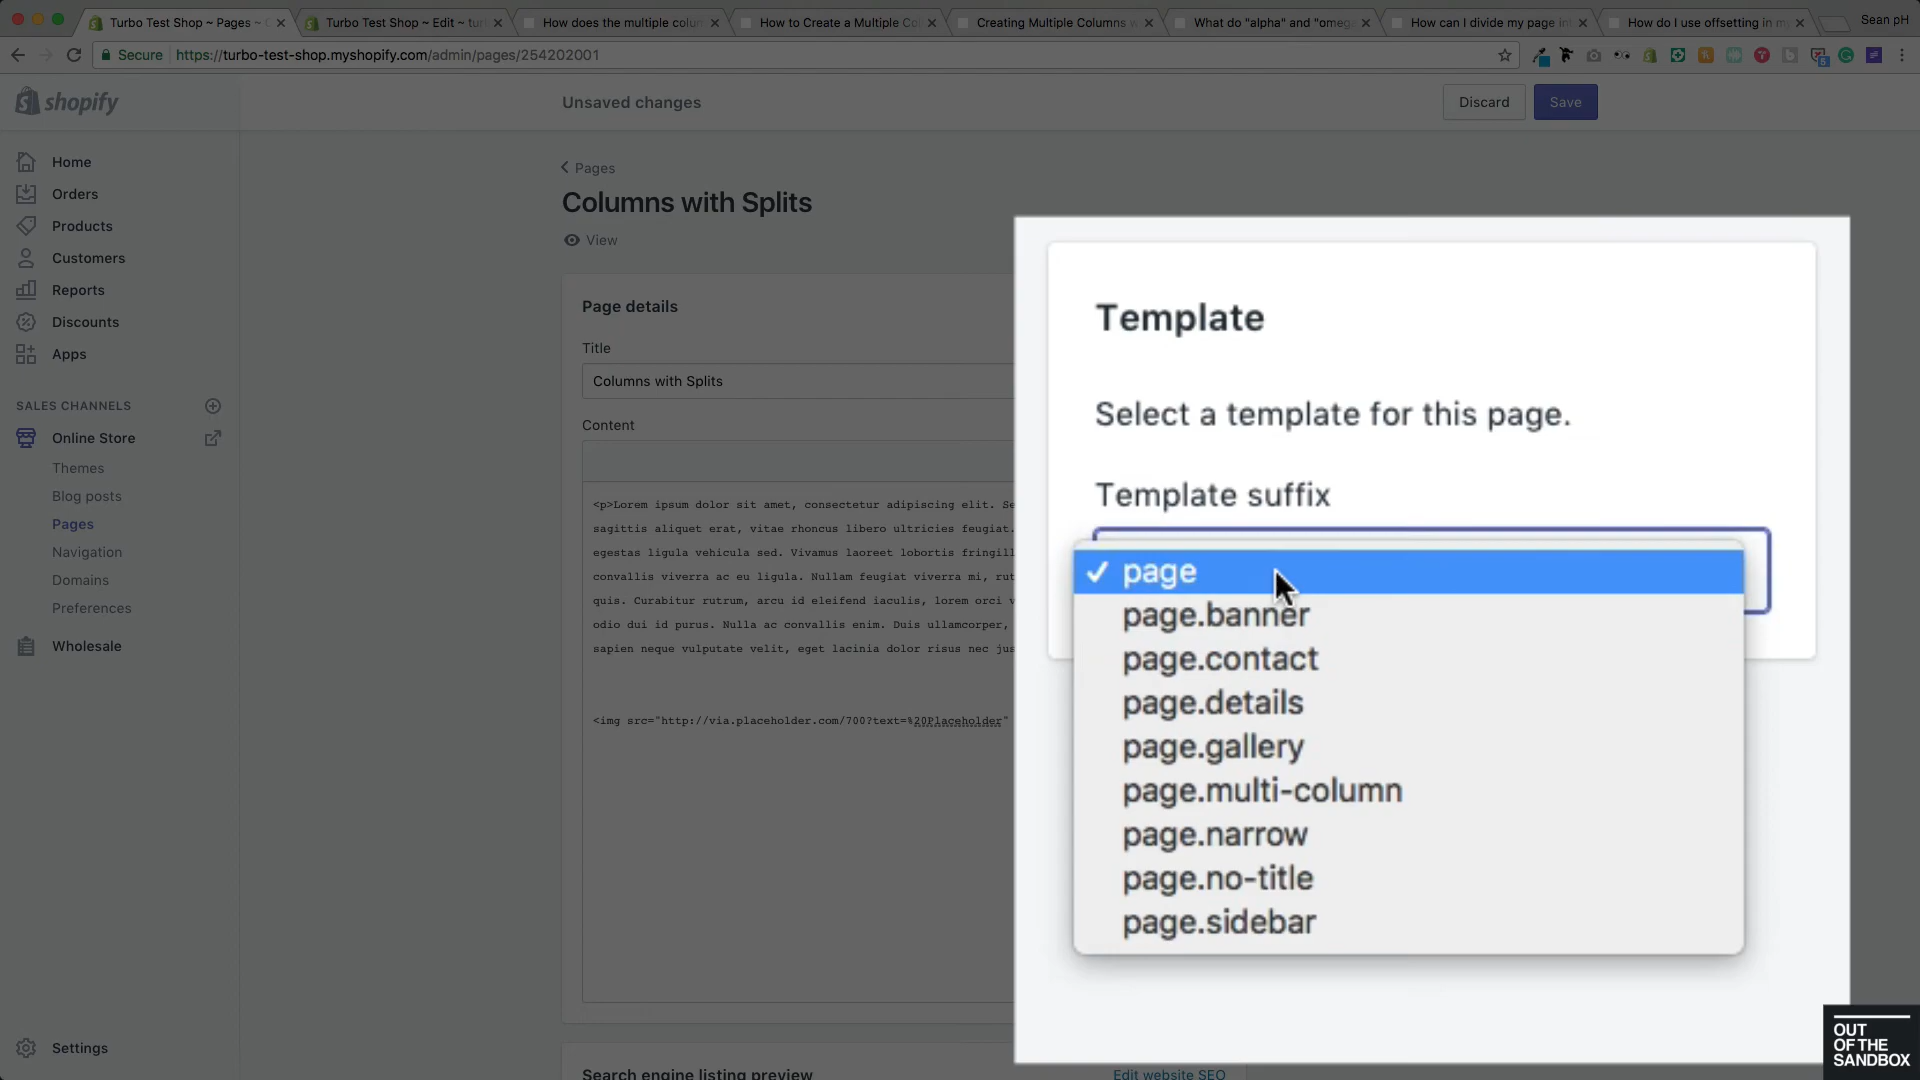 Turbo Test Shop ~ Pages ~
Turbo Test Shop ~ Edit ~ tur
How does the multiple colum
How to Create a Multiple Co
Creating Multiple Columns w
What do "alpha" and "omeg
How can I divide my page in
How do I use offsetting in m
Sean pH
Secure
https://turbo-test-shop.myshopify.com/admin/pages/254202001
shopify
Unsaved changes
Discard
Save
Home
Orders
Products
Customers
Reports
Discounts
Apps
SALES CHANNELS
Online Store
Themes
Blog posts
Pages
Navigation
Domains
Preferences
Wholesale
Settings
Pages
Columns with Splits
View
Page details
Title
Columns with Splits
Content
<p>Lorem ipsum dolor sit amet, consectetur adipiscing elit. Se
sagittis aliquet erat, vitae rhoncus libero ultricies feugiat.
egestas ligula vehicula sed. Vivamus laoreet lobortis fringill
convallis viverra ac eu ligula. Nullam feugiat viverra mi, rut
quis. Curabitur rutrum, arcu id eleifend iaculis, lorem orci v
odio dui id purus. Nulla ac convallis enim. Duis ullamcorper,
sapien neque vulputate velit, eget lacinia dolor risus nec jus
<img src="http://via.placeholder.com/700?text=%20Placeholder"
Search engine listing preview
Edit website SEO
Template
Select a template for this page.
Template suffix
✓ page
page.banner
page.contact
page.details
page.gallery
page.multi-column
page.narrow
page.no-title
page.sidebar
OUT
OF THE
SANDBOX